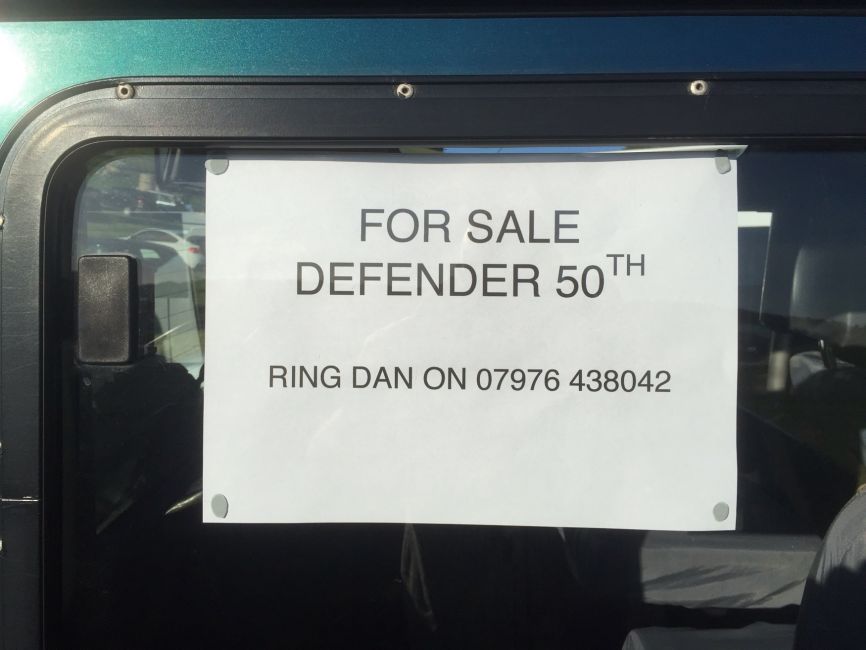 FOR SALE
DEFENDER 50TH
RING DAN ON 07976 438042